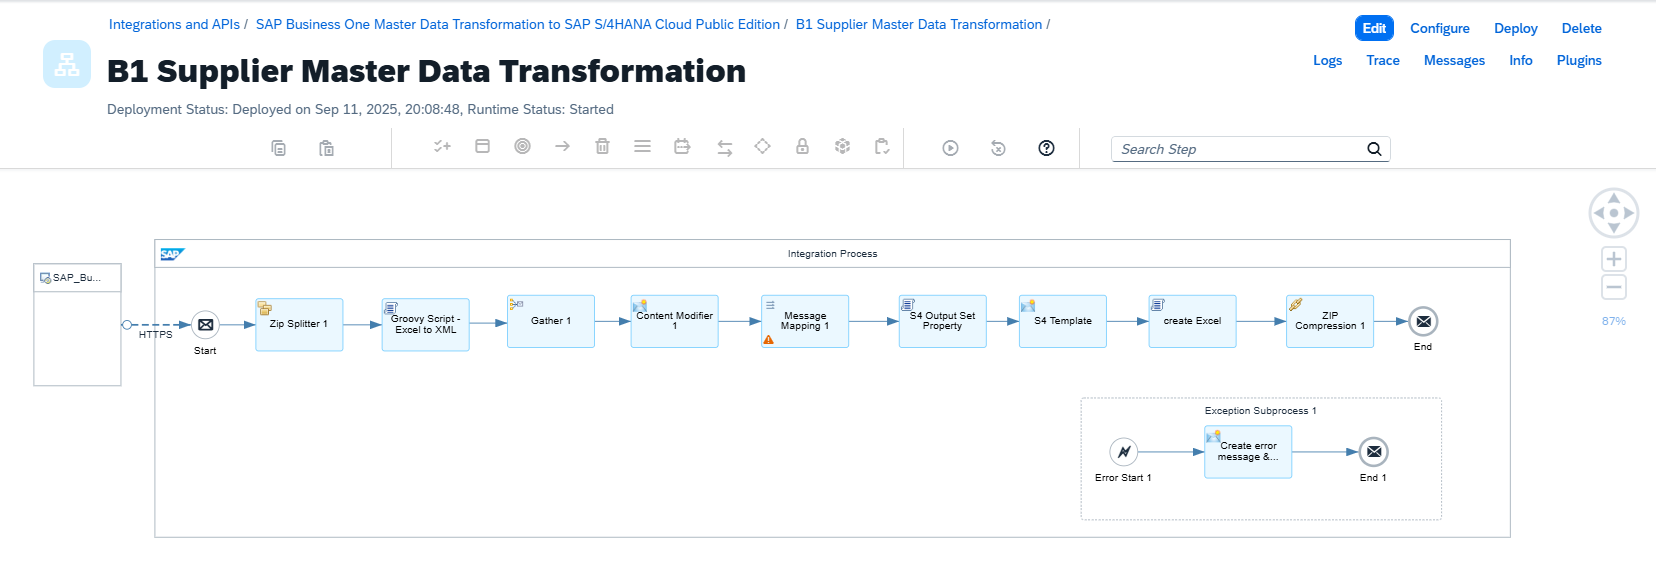 Integrations and APIs / SAP Business One Master Data Transformation to SAP S/4HANA Cloud Public Edition / B1 Supplier Master Data Transformation /
Edit Configure Deploy Delete
Logs Trace Messages Info Plugins
B1 Supplier Master Data Transformation
Deployment Status: Deployed on Sep 11, 2025, 20:08:48, Runtime Status: Started
Search Step
SAP
Integration Process
SAP_Bu...
HTTPS
Start
Zip Splitter 1
Groovy Script -
Excel to XML
Gather 1
Content Modifier
1
Message
Mapping 1
S4 Output Set
Property
S4 Template
create Excel
ZIP
Compression 1
End
87%
Exception Subprocess 1
Error Start 1
Create error
message &...
End 1